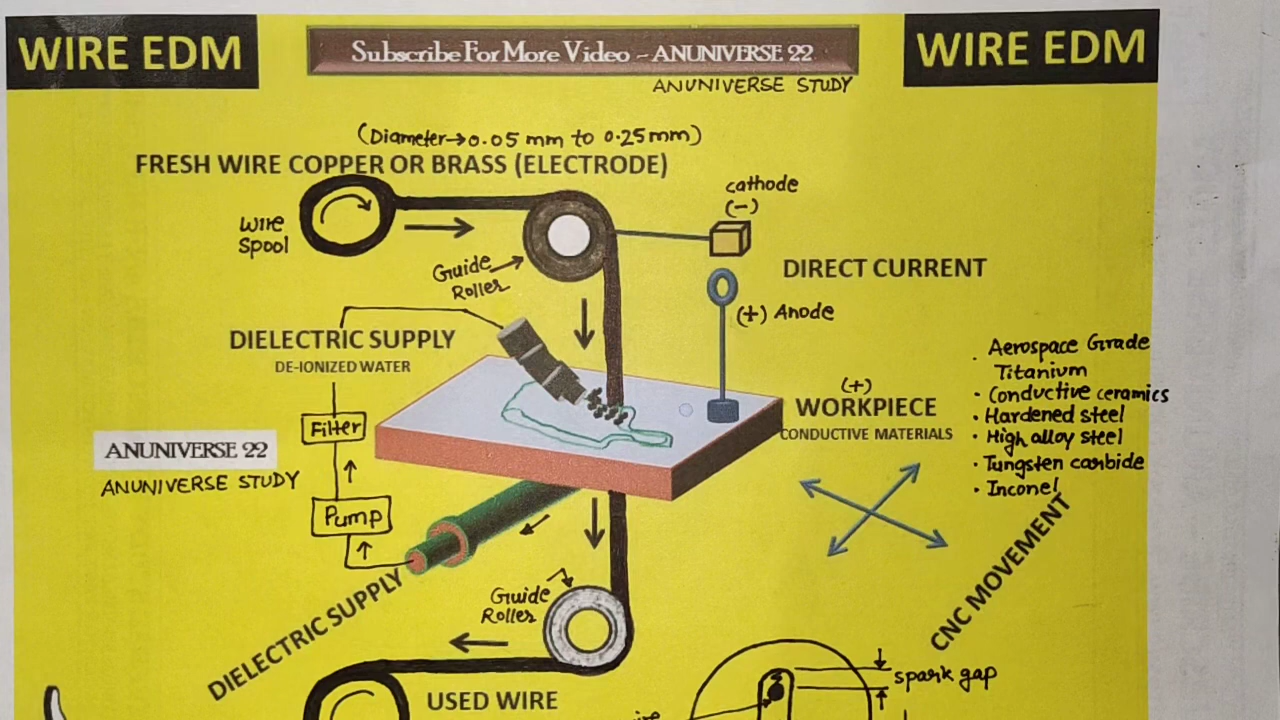 WIRE EDM
Subscribe For More Video - ANUNIVERSE 22
WIRE EDM
ANUNIVERSE STUDY
(Diameter→0.05 mm to 0.25mm)
FRESH WIRE COPPER OR BRASS (ELECTRODE)
cathode
(-)
Wire
Spool
Guide
Roller
DIRECT CURRENT
(+) Anode
DIELECTRIC SUPPLY
DE-IONIZED WATER
(+)
WORKPIECE
CONDUCTIVE MATERIALS
. Aerospace Grade
Titanium
• Conductive ceramics
• Hardened steel
• High alloy steel
• Tungsten carbide
• Inconel
Filter
ANUNIVERSE 22
ANUNIVERSE STUDY
Pump
CNC MOVEMENT
DIELECTRIC SUPPLY
Guide
Roller
spark gap
USED WIRE